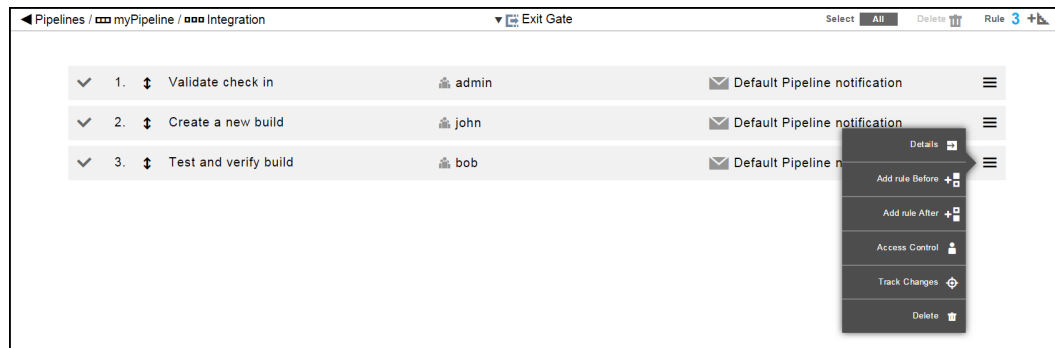 Pipelines / myPipeline / Integration Exit Gate Select All Delete Rule 3
1. Validate check in admin Default Pipeline notification
2. Create a new build john Default Pipeline notification
3. Test and verify build bob Default Pipeline
Details
Add rule Before
Add rule After
Access Control
Track Changes
Delete